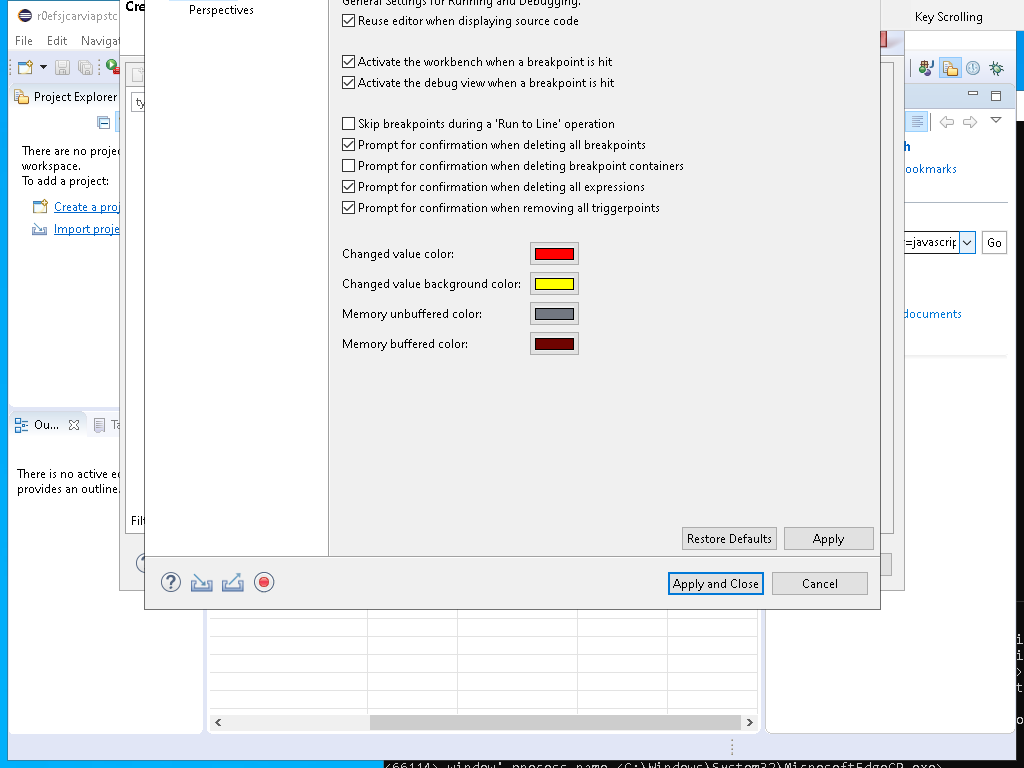 r0efsjcarviapstc
Cre
Perspectives
General Settings for Running and Debugging.
Key Scrolling
Reuse editor when displaying source code
File Edit Navigat
Activate the workbench when a breakpoint is hit
Activate the debug view when a breakpoint is hit
Project Explorer
ty
Skip breakpoints during a 'Run to Line' operation
Prompt for confirmation when deleting all breakpoints
Prompt for confirmation when deleting breakpoint containers
Prompt for confirmation when deleting all expressions
Prompt for confirmation when removing all triggerpoints
There are no projec
workspace.
To add a project:
Create a proj
Import proje
h
ookmarks
=javascrip
Go
documents
Changed value color:
Changed value background color:
Memory unbuffered color:
Memory buffered color:
Ou...
Ta
There is no active ed
provides an outline.
Filt
Restore Defaults Apply
Apply and Close Cancel
(66114) window' process name <C:\Windows\System32\MicrosoftEdgeCP.exe>